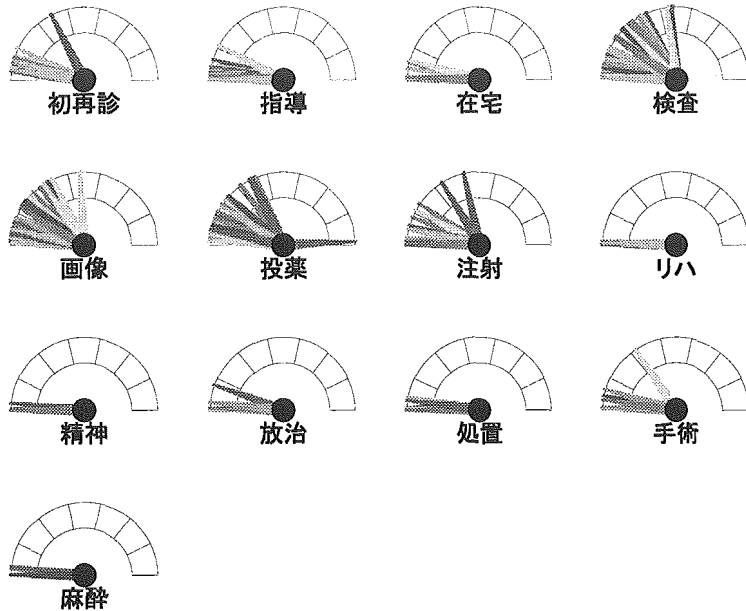 初再診
指導
在宅
検査
画像
投薬
注射
リハ
精神
放治
処置
手術
麻酔